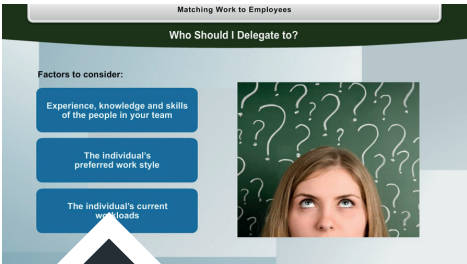 Matching Work to Employees
Who Should I Delegate to?
Factors to consider:
Experience, knowledge and skills
of the people in your team
The individual's
preferred work style
The individual's current
workloads